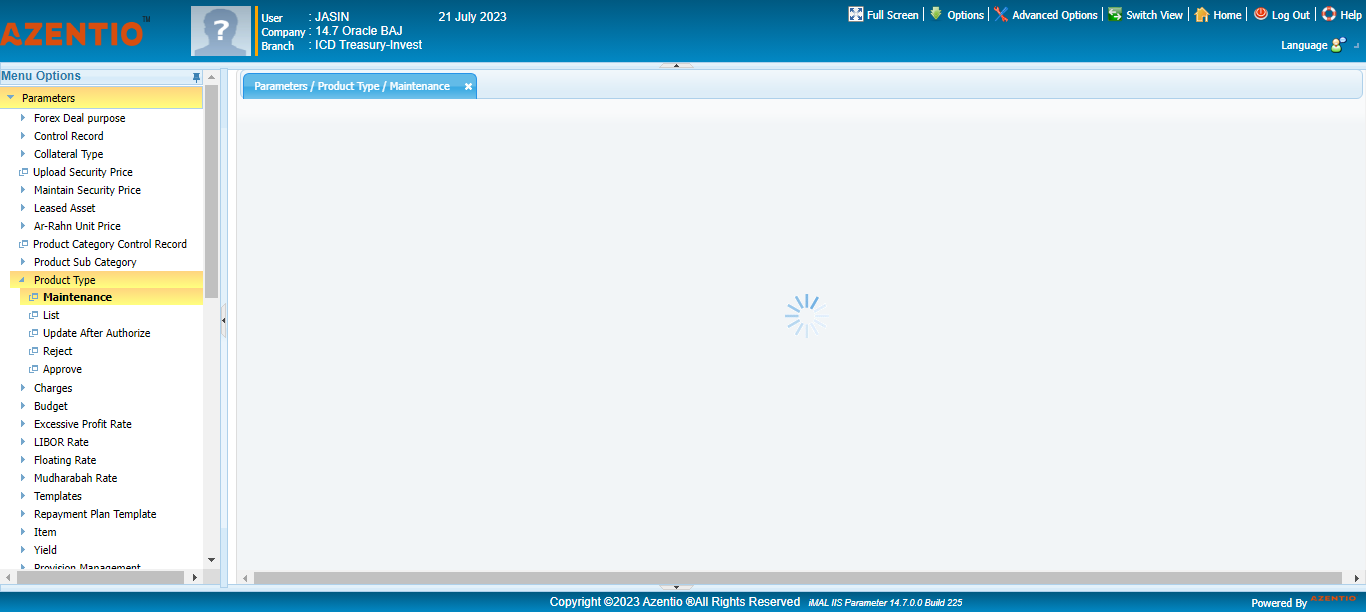 AZENTIO™
User : JASIN 21 July 2023
Company : 14.7 Oracle BAJ
Branch : ICD Treasury-Invest
Full Screen Options Advanced Options Switch View Home Log Out Help
Language
Menu Options
Parameters
Forex Deal purpose
Control Record
Collateral Type
Upload Security Price
Maintain Security Price
Leased Asset
Ar-Rahn Unit Price
Product Category Control Record
Product Sub Category
Product Type
Maintenance
List
Update After Authorize
Reject
Approve
Charges
Budget
Excessive Profit Rate
LIBOR Rate
Floating Rate
Mudharabah Rate
Templates
Repayment Plan Template
Item
Yield
Provision Management
Parameters / Product Type / Maintenance
Copyright ©2023 Azentio ®All Rights Reserved iMAL IIS Parameter 14.7.0.0 Build 225
Powered By AZENTIO